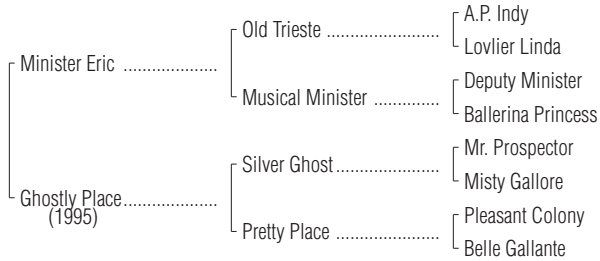 A.P. Indy
Old Trieste ....................
Lovlier Linda
Minister Eric ..................
Deputy Minister
Musical Minister ............
Ballerina Princess
Mr. Prospector
Silver Ghost ...................
Misty Gallore
Ghostly Place .................
(1995)
Pleasant Colony
Pretty Place ...................
Belle Gallante